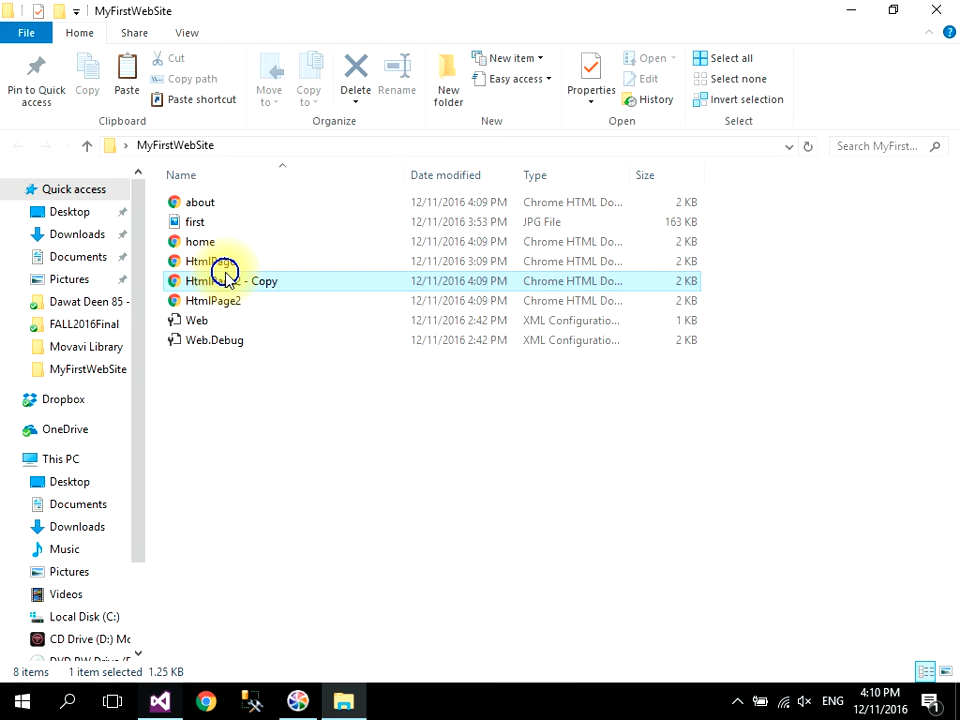 MyFirstWebSite
File Home Share View
Pin to Quick access
Copy
Paste
Cut
Copy path
Paste shortcut
Clipboard
Move to
Copy to
Delete
Rename
Organize
New folder
New item
Easy access
New
Properties
Open
Edit
History
Open
Select all
Select none
Invert selection
Select
MyFirstWebSite
Search MyFirst...
Name Date modified Type Size
about 12/11/2016 4:09 PM Chrome HTML Do... 2 KB
first 12/11/2016 3:53 PM JPG File 163 KB
home 12/11/2016 4:09 PM Chrome HTML Do... 2 KB
HtmlPage 12/11/2016 3:09 PM Chrome HTML Do... 2 KB
HtmlPage2 - Copy 12/11/2016 4:09 PM Chrome HTML Do... 2 KB
HtmlPage2 12/11/2016 4:09 PM Chrome HTML Do... 2 KB
Web 12/11/2016 2:42 PM XML Configuratio... 1 KB
Web.Debug 12/11/2016 2:42 PM XML Configuratio... 2 KB
Quick access
Desktop
Downloads
Documents
Pictures
Dawat Deen 85 -
FALL2016Final
Movavi Library
MyFirstWebSite
Dropbox
OneDrive
This PC
Desktop
Documents
Downloads
Music
Pictures
Videos
Local Disk (C:)
CD Drive (D:) Mo
8 items 1 item selected 1.25 KB
ENG
4:10 PM
12/11/2016
1